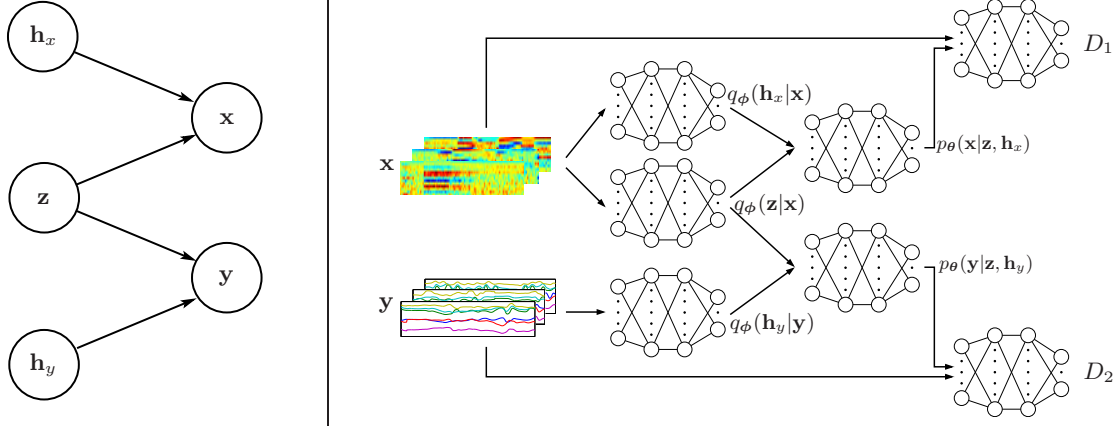 h_x
x
z
y
h_y
x
y
q_ϕ(h_x|x)
q_ϕ(z|x)
q_ϕ(h_y|y)
p_θ(x|z, h_x)
p_θ(y|z, h_y)
D_1
D_2